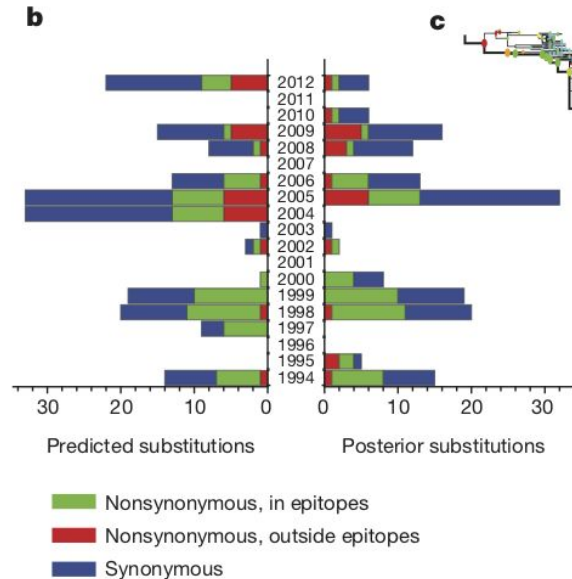 b
c
2012
2011
2010
2009
2008
2007
2006
2005
2004
2003
2002
2001
2000
1999
1998
1997
1996
1995
1994
30 20 10 0 0 10 20 30
Predicted substitutions Posterior substitutions
Nonsynonymous, in epitopes
Nonsynonymous, outside epitopes
Synonymous